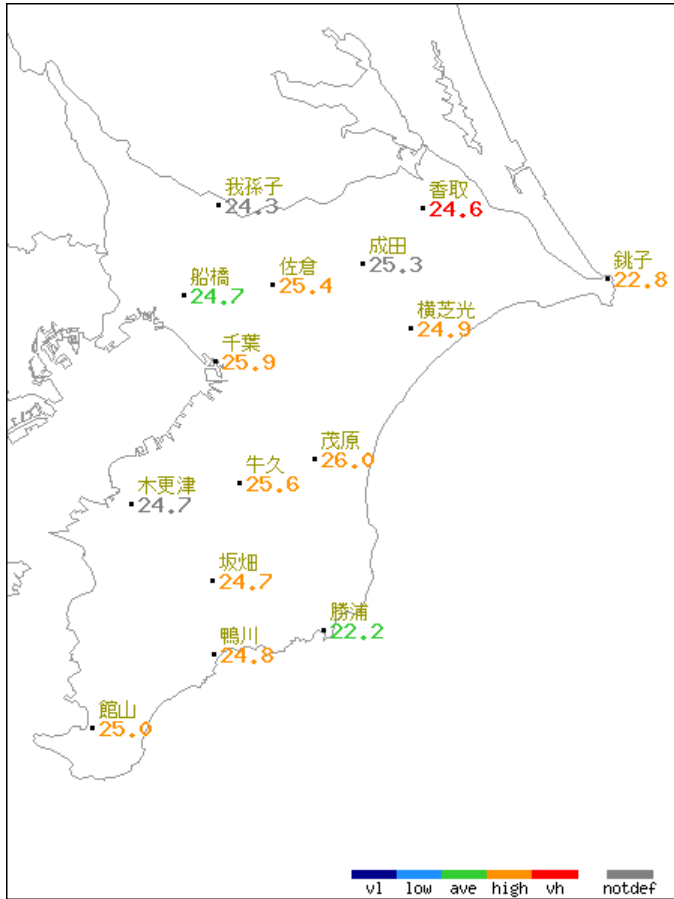 我孫子
24.3
香取
24.6
成田
25.3
船橋
24.7
佐倉
25.4
銚子
22.8
横芝光
24.9
千葉
25.9
茂原
26.0
牛久
25.6
木更津
24.7
坂畑
24.7
勝浦
22.2
鴨川
24.8
館山
25.0
vl low ave high vh notdef